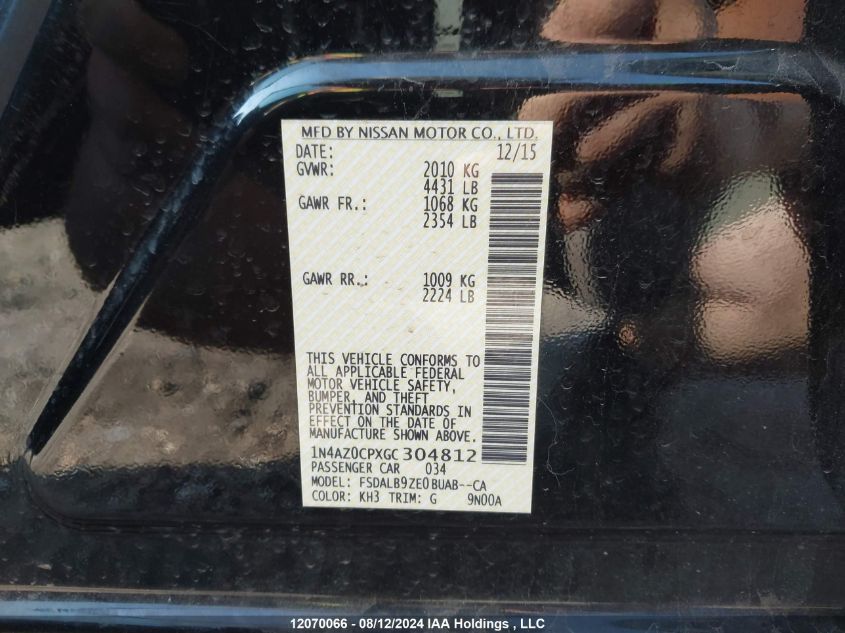 MFD BY NISSAN MOTOR CO., LTD.
DATE: 12/15
GVWR: 2010 KG
4431 LB
GAWR FR.: 1068 KG
2354 LB
GAWR RR.: 1009 KG
2224 LB
THIS VEHICLE CONFORMS TO
ALL APPLICABLE FEDERAL
MOTOR VEHICLE SAFETY,
BUMPER, AND THEFT
PREVENTION STANDARDS IN
EFFECT ON THE DATE OF
MANUFACTURE SHOWN ABOVE.
1N4AZ0CPXGC304812
PASSENGER CAR 034
MODEL: FSDALB9ZE0BUAB--CA
COLOR: KH3 TRIM: G 9N00A
12070066 - 08/12/2024 IAA Holdings , LLC